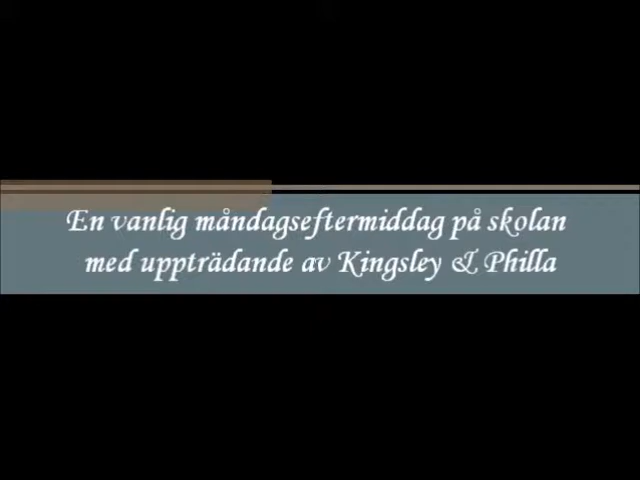 En vanlig måndagseftermiddag på skolan
med uppträdande av Kingsley & Philla